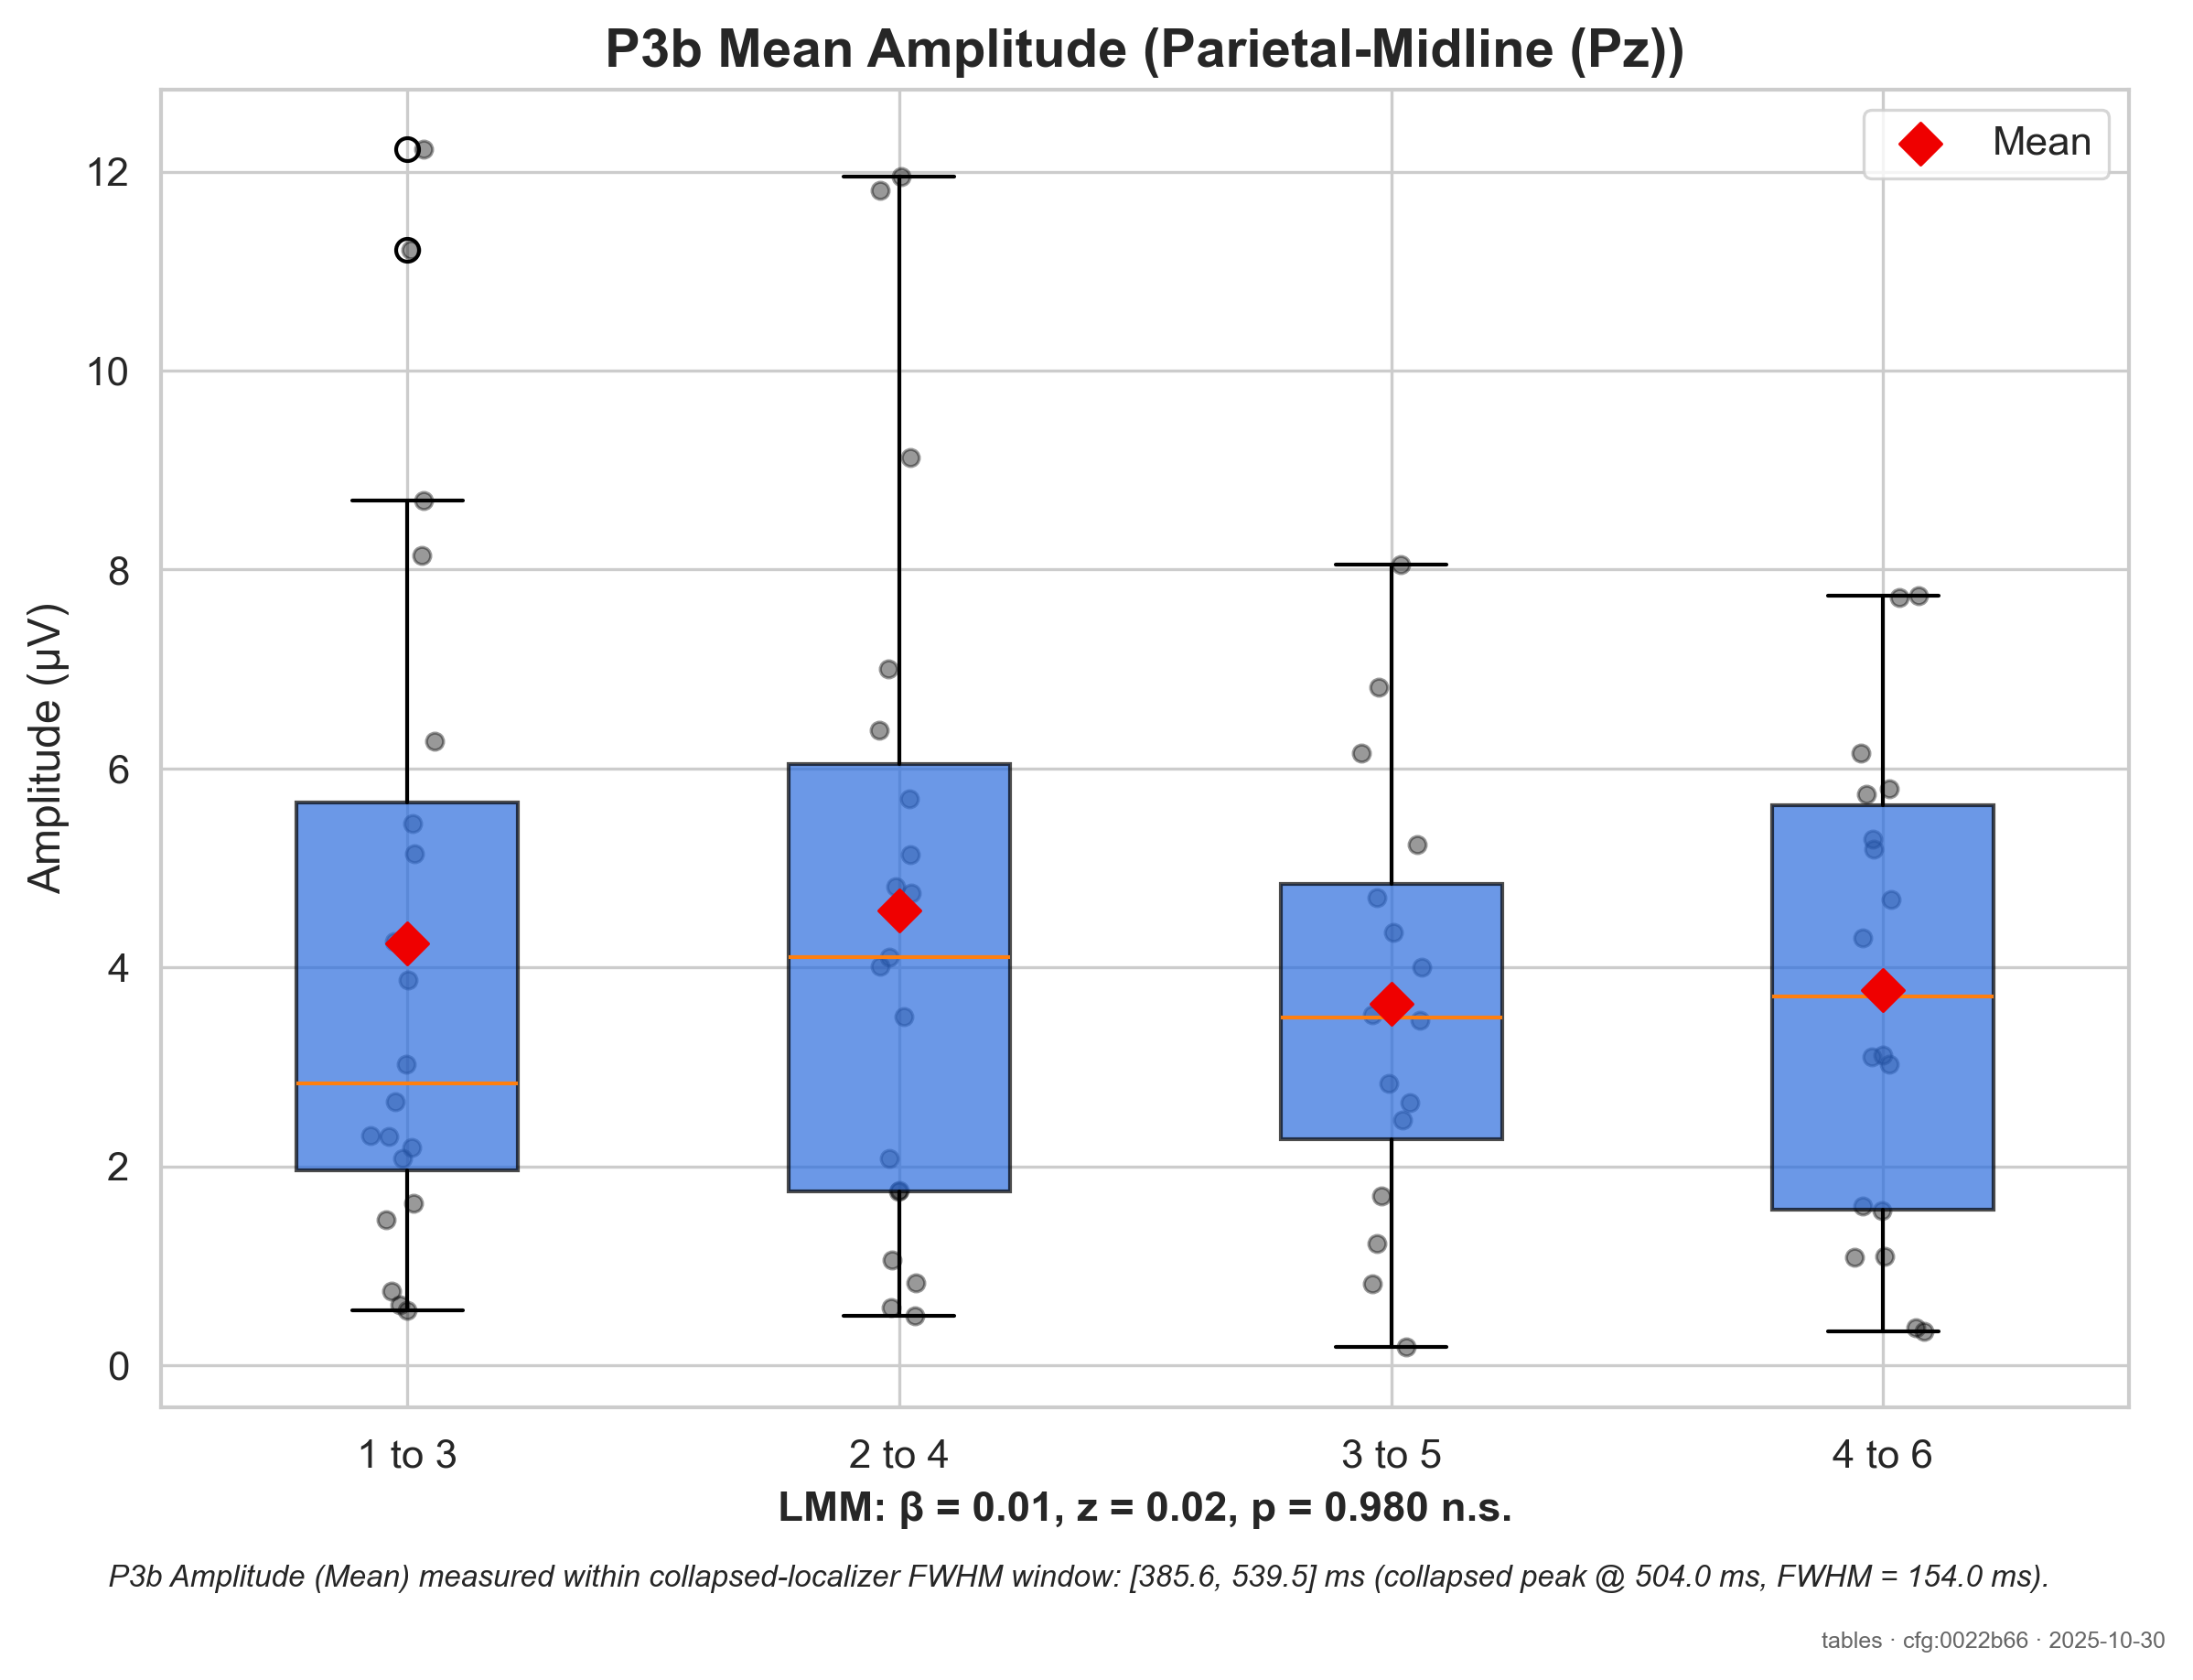 P3b Mean Amplitude (Parietal-Midline (Pz))
Mean
Amplitude (µV)
12
10
8
6
4
2
0
1 to 3
2 to 4
3 to 5
4 to 6
LMM: β = 0.01, z = 0.02, p = 0.980 n.s.
P3b Amplitude (Mean) measured within collapsed-localizer FWHM window: [385.6, 539.5] ms (collapsed peak @ 504.0 ms, FWHM = 154.0 ms).
tables · cfg:0022b66 · 2025-10-30